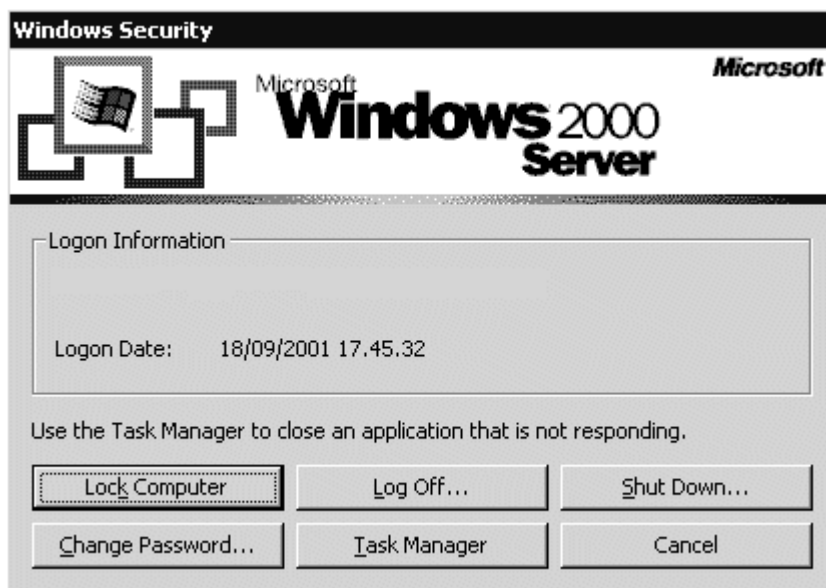 Windows Security
Microsoft
Microsoft
Windows 2000
Server
Logon Information
Logon Date: 18/09/2001 17.45.32
Use the Task Manager to close an application that is not responding.
Lock Computer Log Off... Shut Down...
Change Password... Task Manager Cancel